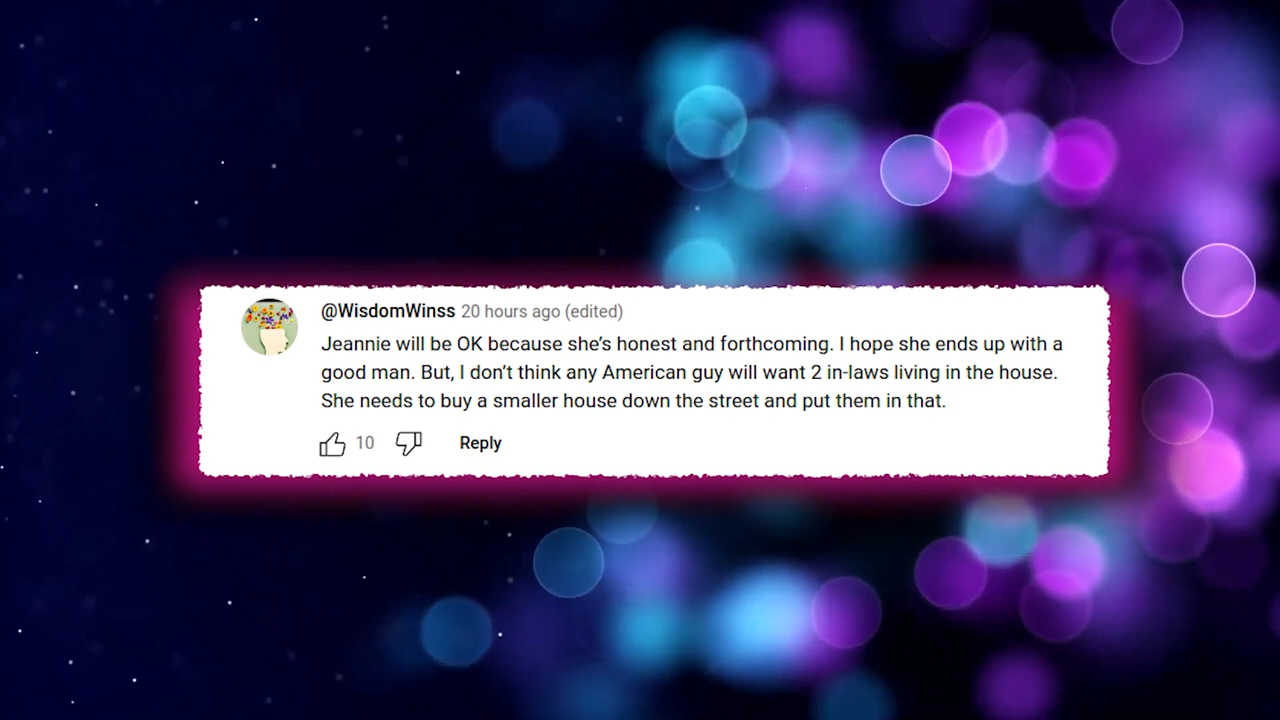 @WisdomWinss 20 hours ago (edited)
Jeannie will be OK because she’s honest and forthcoming. I hope she ends up with a
good man. But, I don’t think any American guy will want 2 in-laws living in the house.
She needs to buy a smaller house down the street and put them in that.
10 Reply